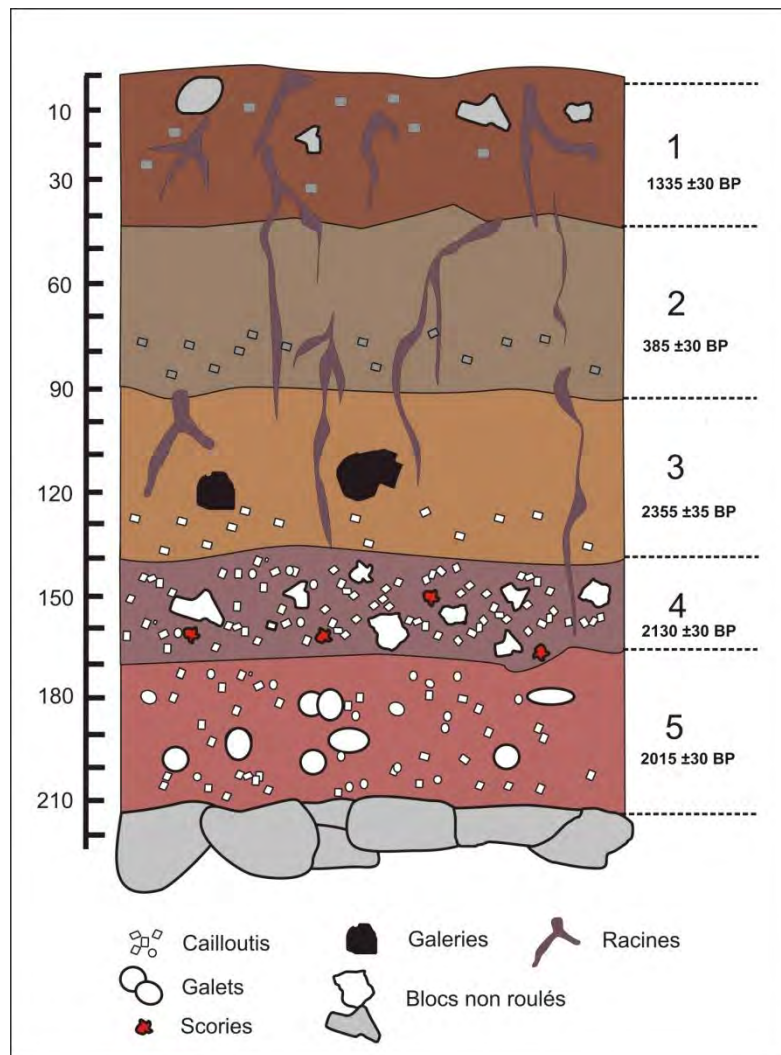 10
30
60
90
120
150
180
210
1
1335 ±30 BP
2
385 ±30 BP
3
2355 ±35 BP
4
2130 ±30 BP
5
2015 ±30 BP
Cailloutis
Galeries
Racines
Galets
Blocs non roulés
Scories